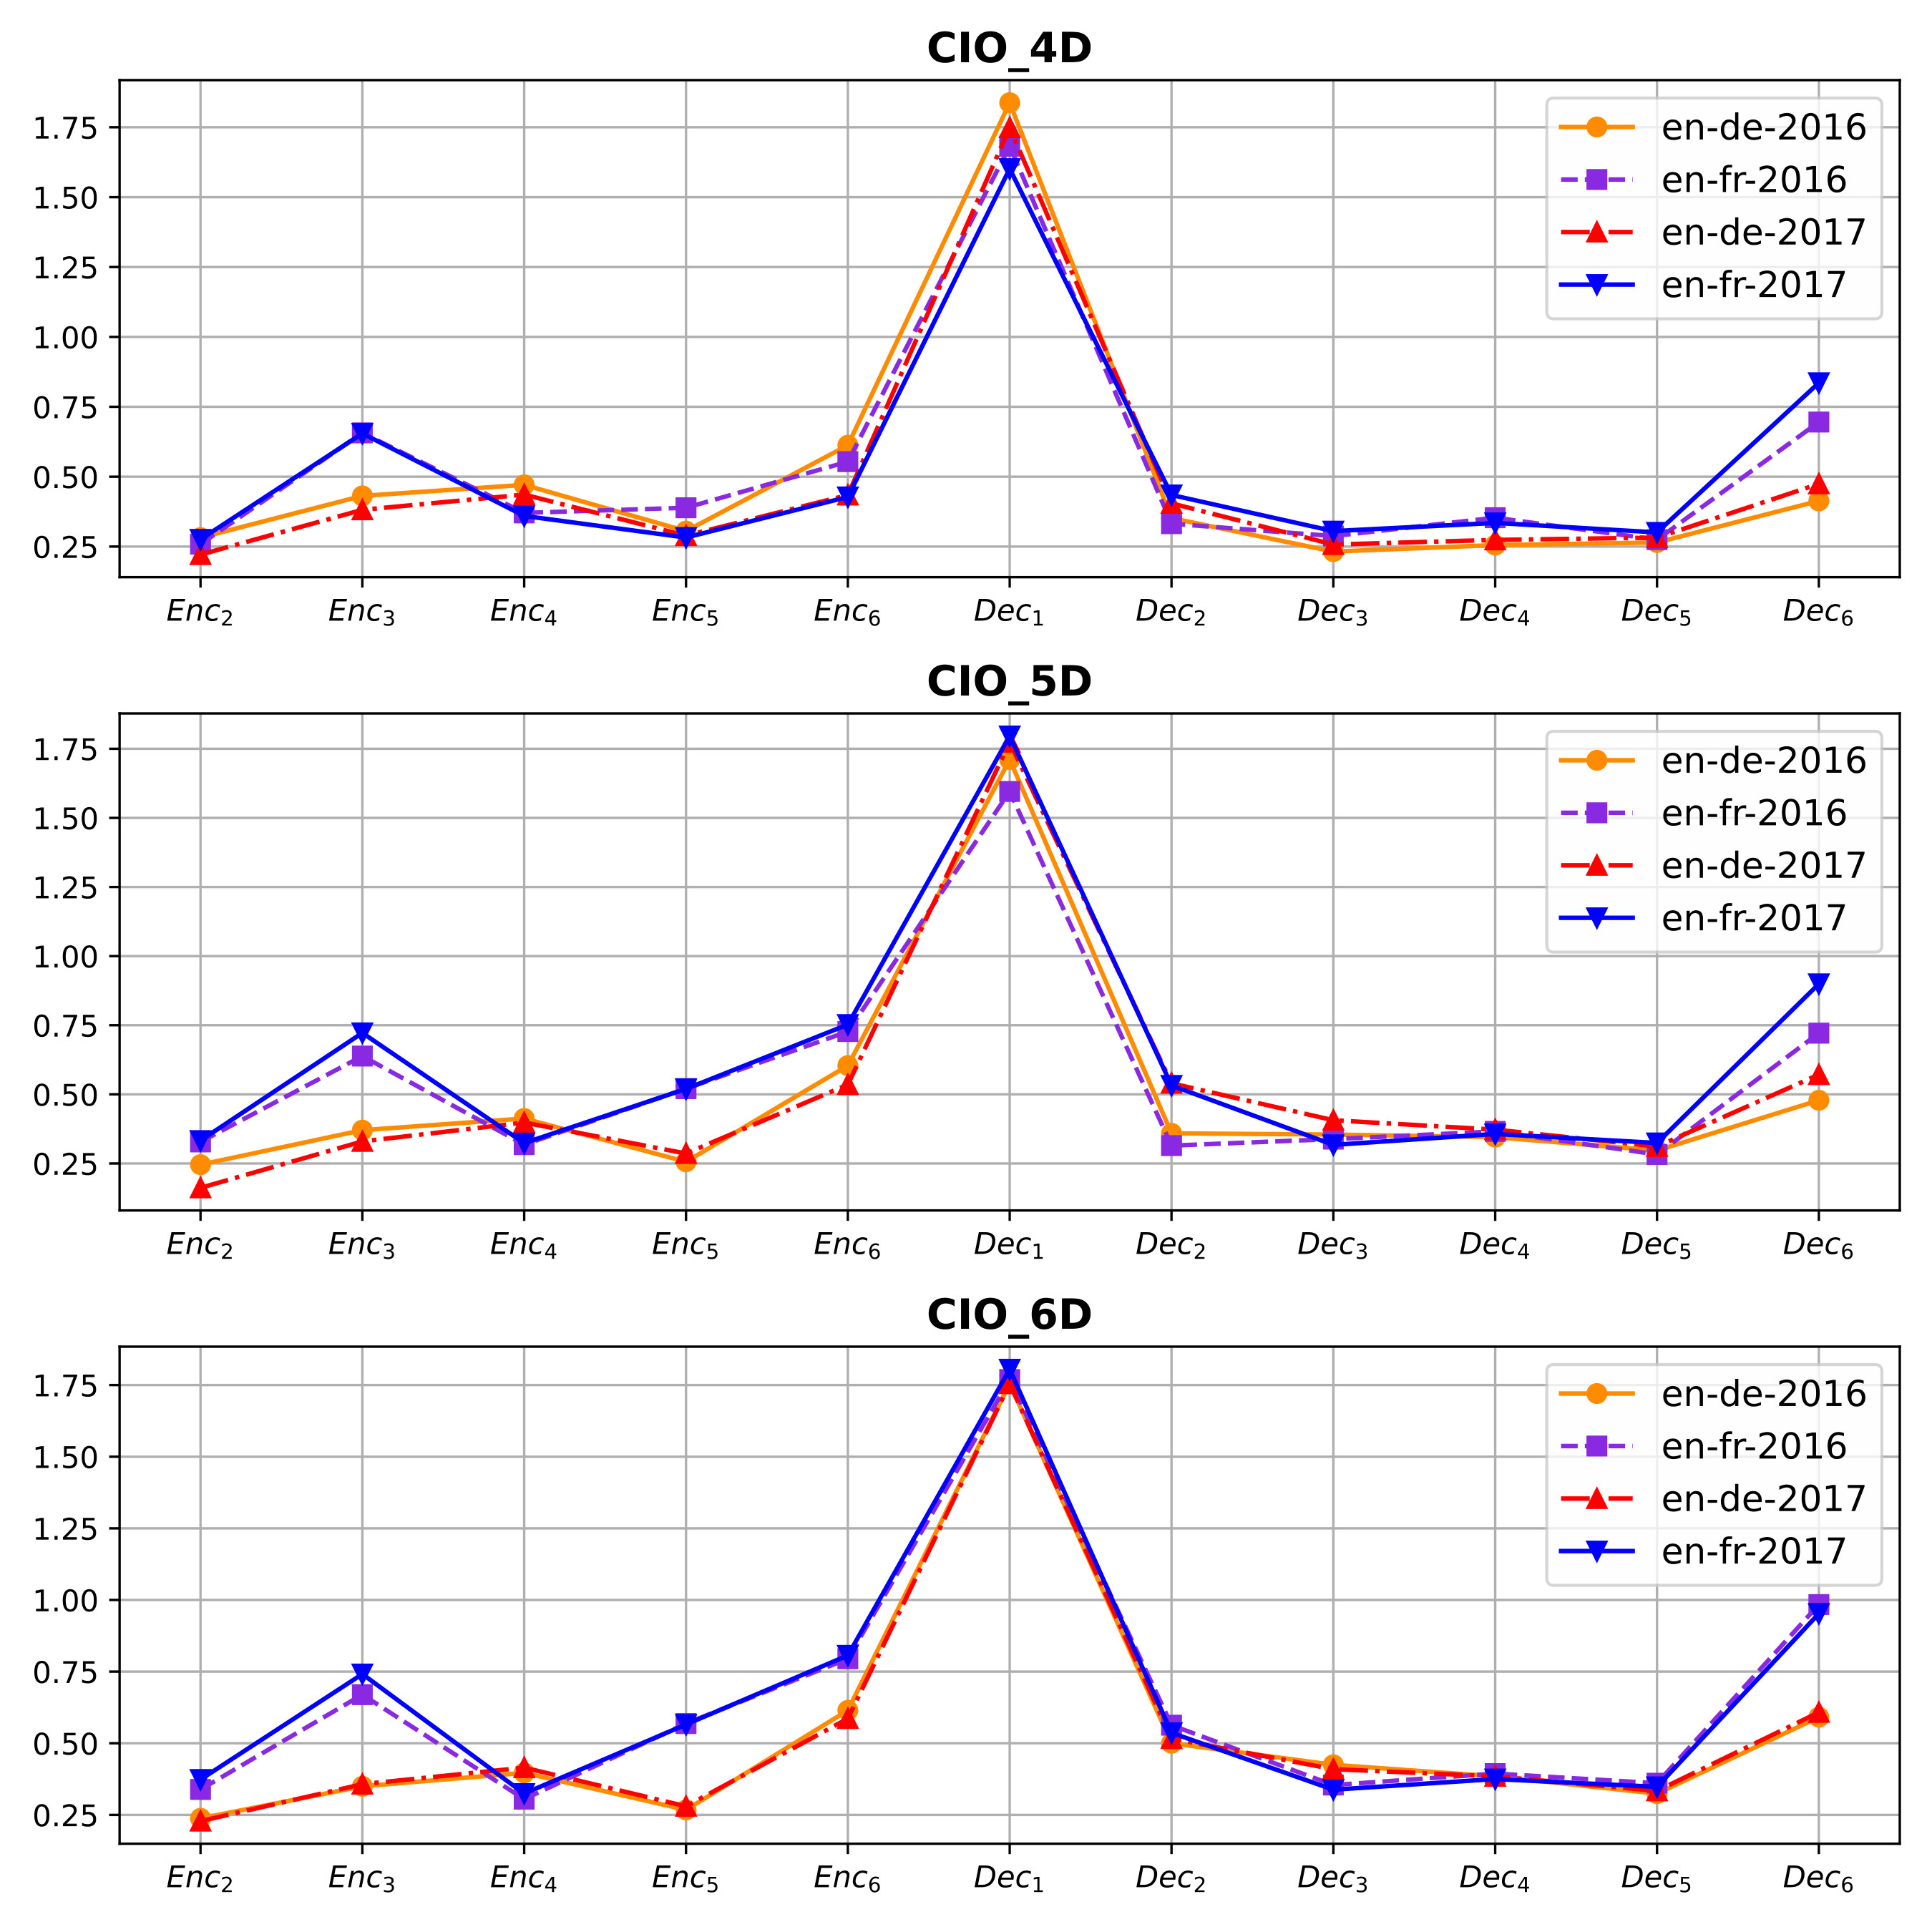 CIO_4D
1.75
1.50
1.25
1.00
0.75
0.50
0.25
en-de-2016
en-fr-2016
en-de-2017
en-fr-2017
Enc2 Enc3 Enc4 Enc5 Enc6 Dec1 Dec2 Dec3 Dec4 Dec5 Dec6
CIO_5D
1.75
1.50
1.25
1.00
0.75
0.50
0.25
en-de-2016
en-fr-2016
en-de-2017
en-fr-2017
Enc2 Enc3 Enc4 Enc5 Enc6 Dec1 Dec2 Dec3 Dec4 Dec5 Dec6
CIO_6D
1.75
1.50
1.25
1.00
0.75
0.50
0.25
en-de-2016
en-fr-2016
en-de-2017
en-fr-2017
Enc2 Enc3 Enc4 Enc5 Enc6 Dec1 Dec2 Dec3 Dec4 Dec5 Dec6